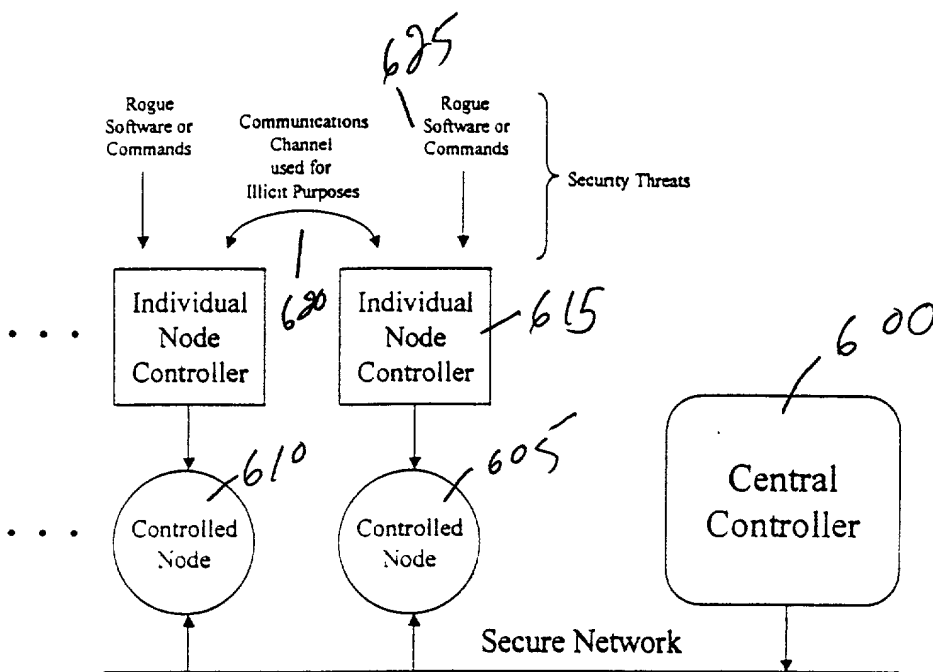 625
Rogue
Software or
Commands
Communications
Channel
used for
Illicit Purposes
Rogue
Software or
Commands
Security Threats
Individual
Node
Controller
620
Individual
Node
Controller
615
600
610
605
Controlled
Node
Controlled
Node
Central
Controller
Secure Network